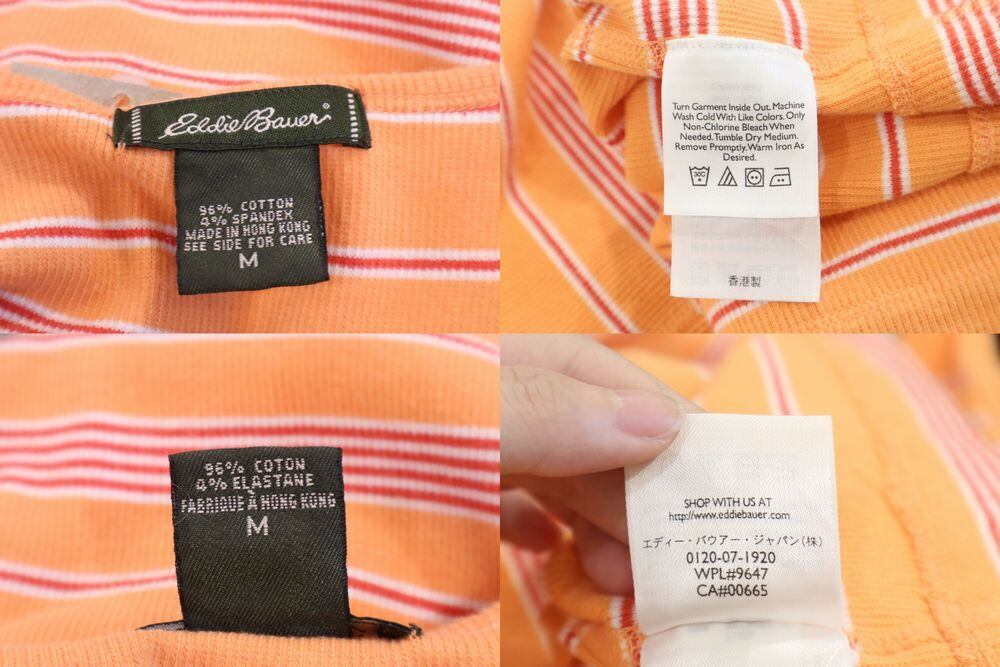 Eddie Bauer®
96% COTTON
4% SPANDEX
MADE IN HONG KONG
SEE SIDE FOR CARE
M
Turn Garment Inside Out. Machine
Wash Cold With Like Colors. Only
Non-Chlorine Bleach When
Needed. Tumble Dry Medium.
Remove Promptly. Warm Iron As
Desired.
30C
香港製
96% COTON
4% ELASTANE
FABRIQUE À HONG KONG
M
SHOP WITH US AT
http://www.eddiebauer.com
エディー・バウアー・ジャパン(株)
0120-07-1920
WPL#9647
CA#00665